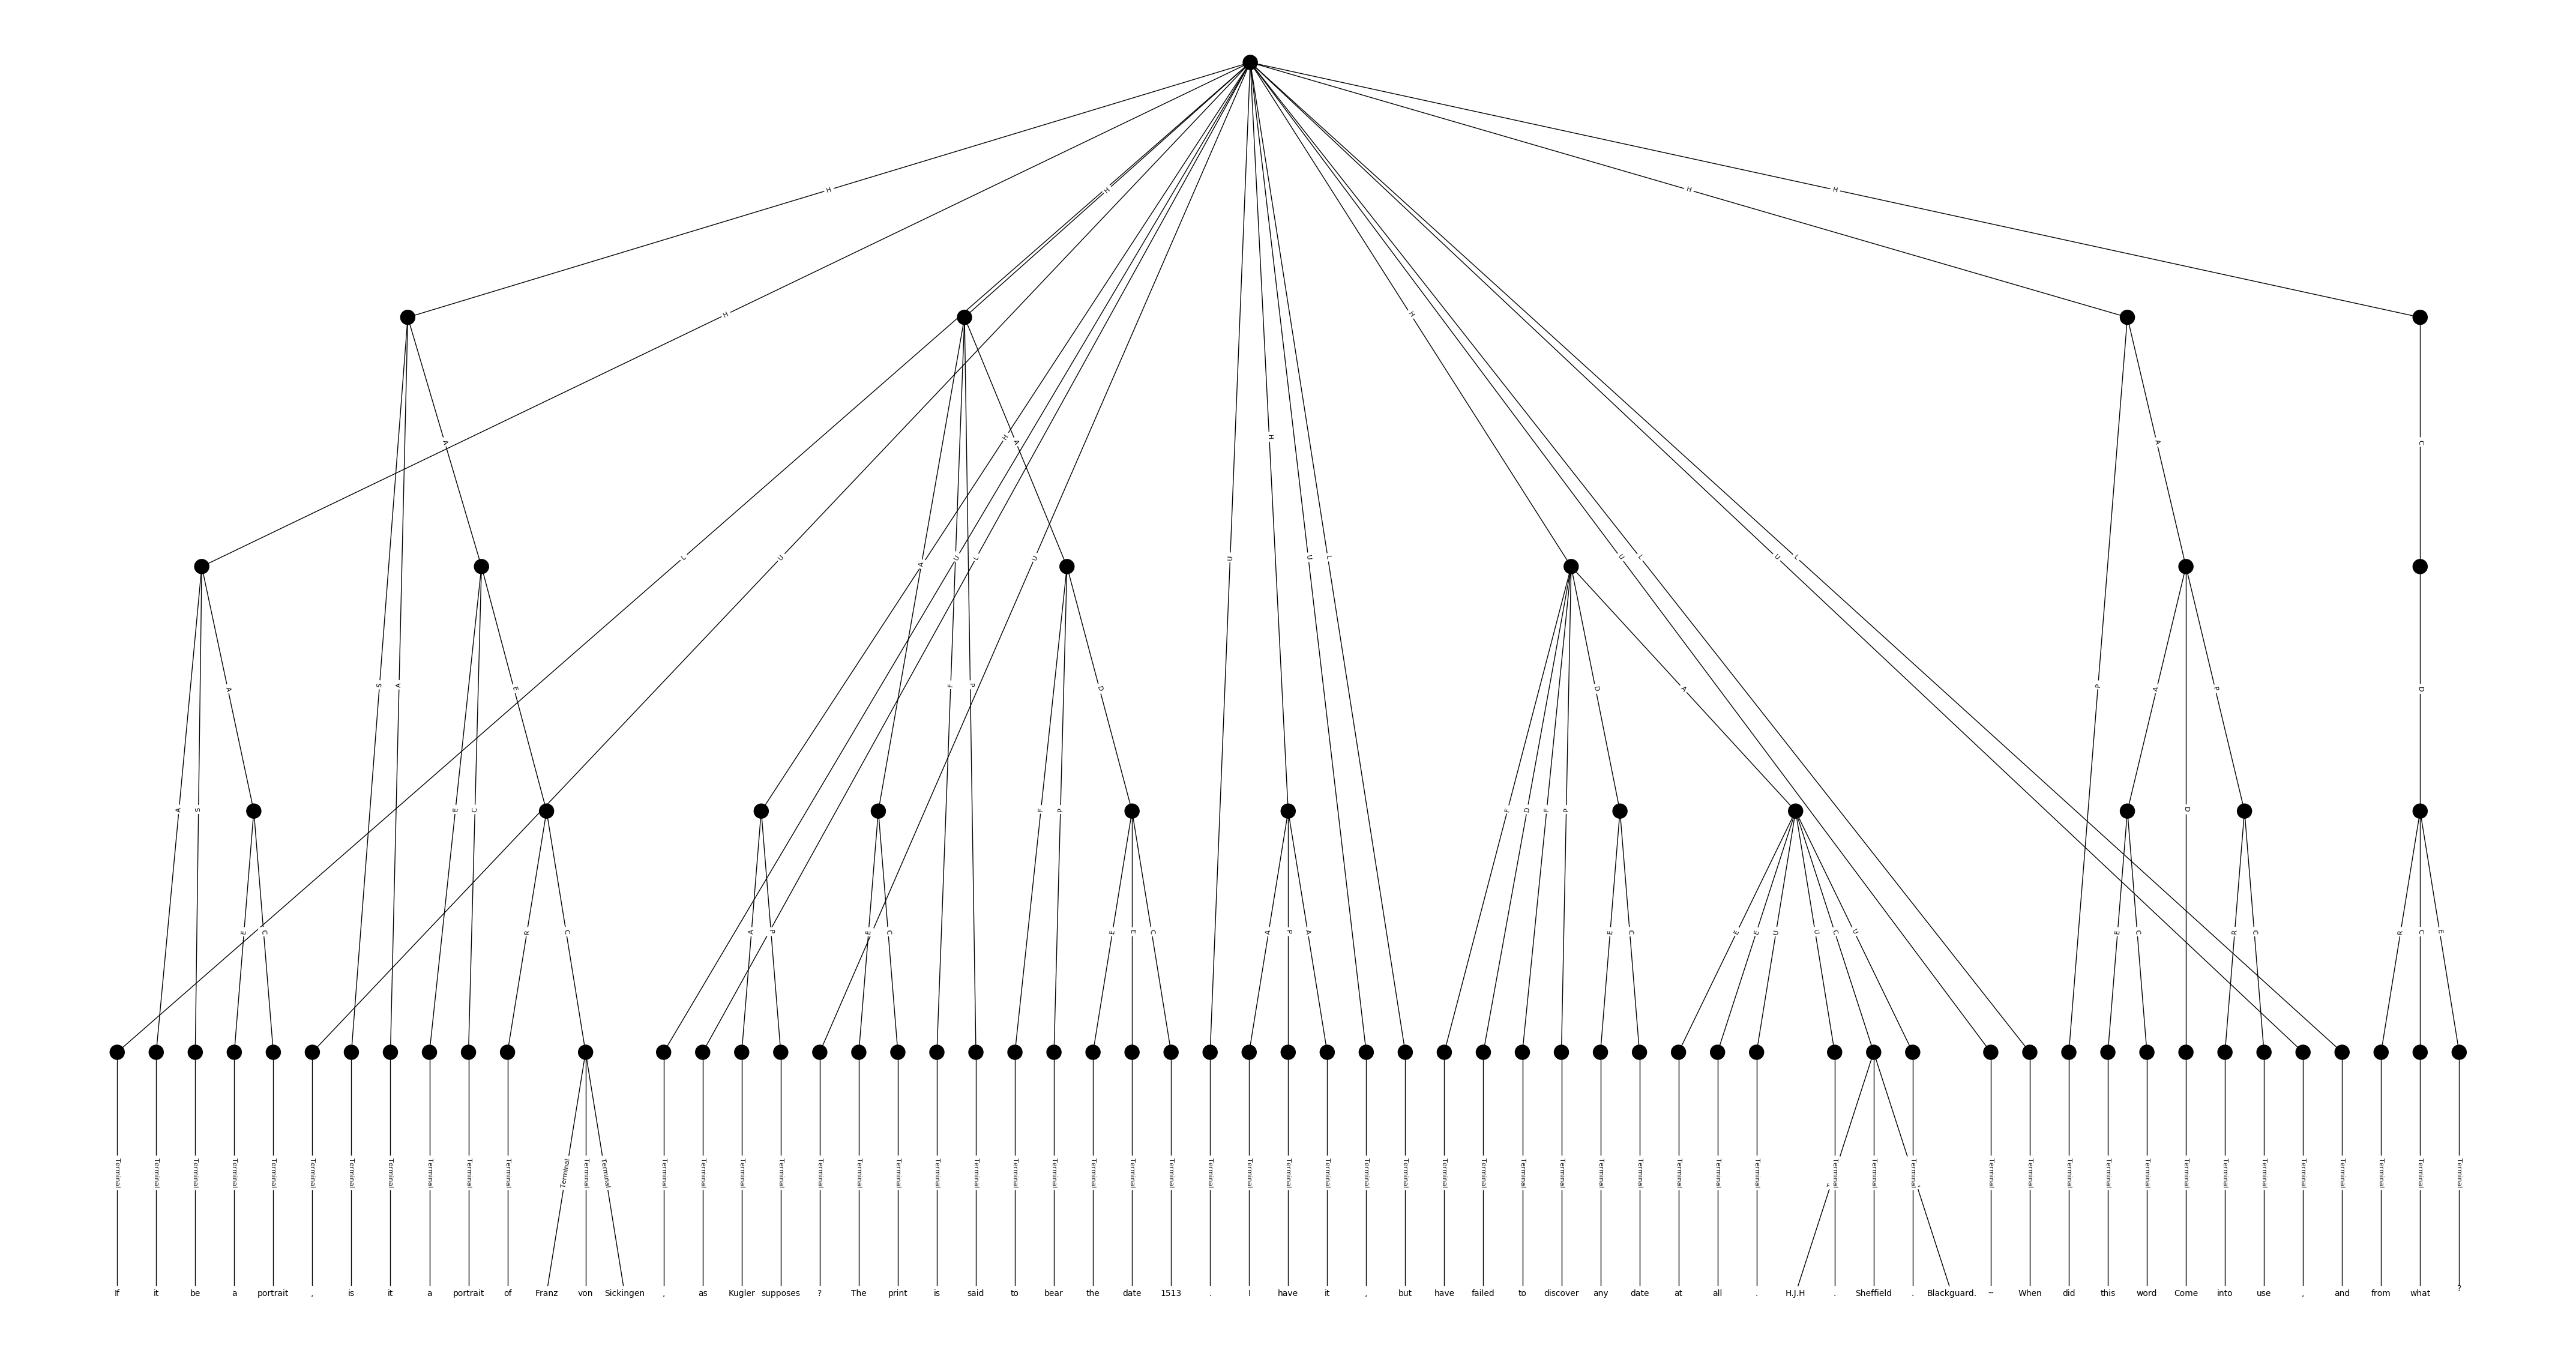 H H H H H
H H
A H A A C
L U A U L U U H U L U L U L
S A A E F P D D A P A P D
A S E C F P F D F P D
E C R C A P E C E E C A P A E C E E U U C U E C R C R C E
Terminal Terminal Terminal Terminal Terminal Terminal Terminal Terminal Terminal Terminal Terminal Terminal Terminal Terminal Terminal Terminal Terminal Terminal Terminal Terminal Terminal Terminal Terminal Terminal Terminal Terminal Terminal Terminal Terminal Terminal Terminal Terminal Terminal Terminal Terminal Terminal Terminal Terminal Terminal Terminal Terminal Terminal Terminal Terminal Terminal Terminal Terminal Terminal Terminal Terminal Terminal Terminal Terminal Terminal Terminal Terminal Terminal Terminal
If it be a portrait , is it a portrait of Franz von Sickingen , as Kugler supposes ? The print is said to bear the date 1513 . I have it , but have failed to discover any date at all . H.J.H . Sheffield . Blackguard. -- When did this word Come into use , and from what ?